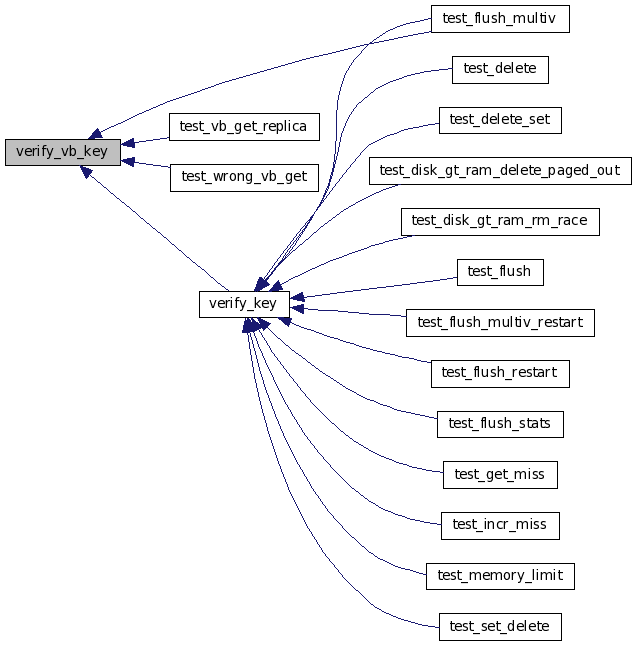 test_flush_multiv
test_delete
test_delete_set
test_vb_get_replica
verify_vb_key
test_wrong_vb_get
test_disk_gt_ram_delete_paged_out
test_disk_gt_ram_rm_race
test_flush
verify_key
test_flush_multiv_restart
test_flush_restart
test_flush_stats
test_get_miss
test_incr_miss
test_memory_limit
test_set_delete